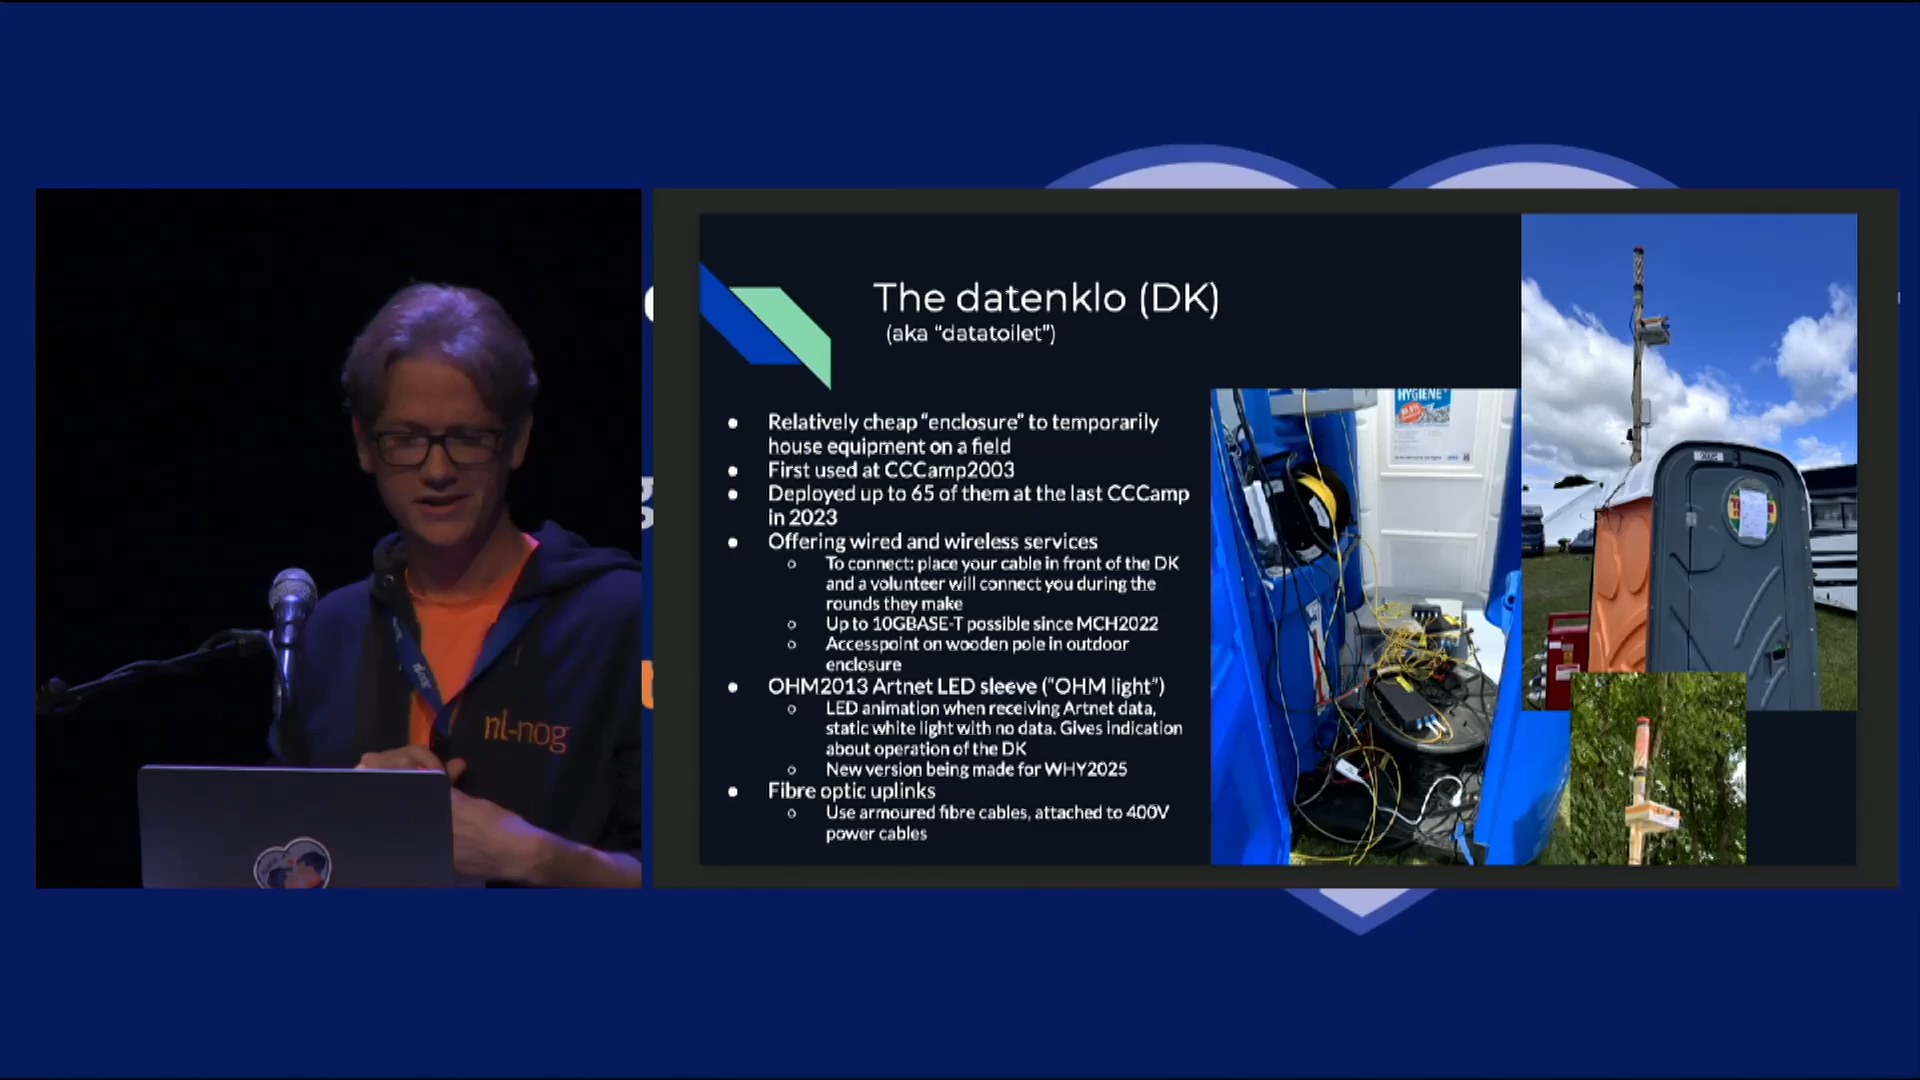 The datenklo (DK)
(aka "datatoilet")
● Relatively cheap "enclosure" to temporarily
house equipment on a field
● First used at CCCamp2003
● Deployed up to 65 of them at the last CCCamp
in 2023
● Offering wired and wireless services
○ To connect: place your cable in front of the DK
and a volunteer will connect you during the
rounds they make
○ Up to 10GBASE-T possible since MCH2022
○ Accesspoint on wooden pole in outdoor
enclosure
● OHM2013 Artnet LED sleeve ("OHM light")
○ LED animation when receiving Artnet data,
static white light with no data. Gives indication
about operation of the DK
○ New version being made for WHY2025
● Fibre optic uplinks
○ Use armoured fibre cables, attached to 400V
power cables
HYGIENE
nl-nog